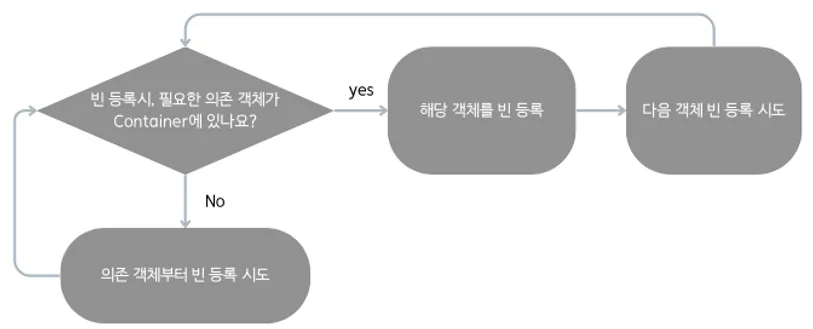 빈 등록시, 필요한 의존 객체가
Container에 있나요?
yes
해당 객체를 빈 등록
다음 객체 빈 등록 시도
No
의존 객체부터 빈 등록 시도